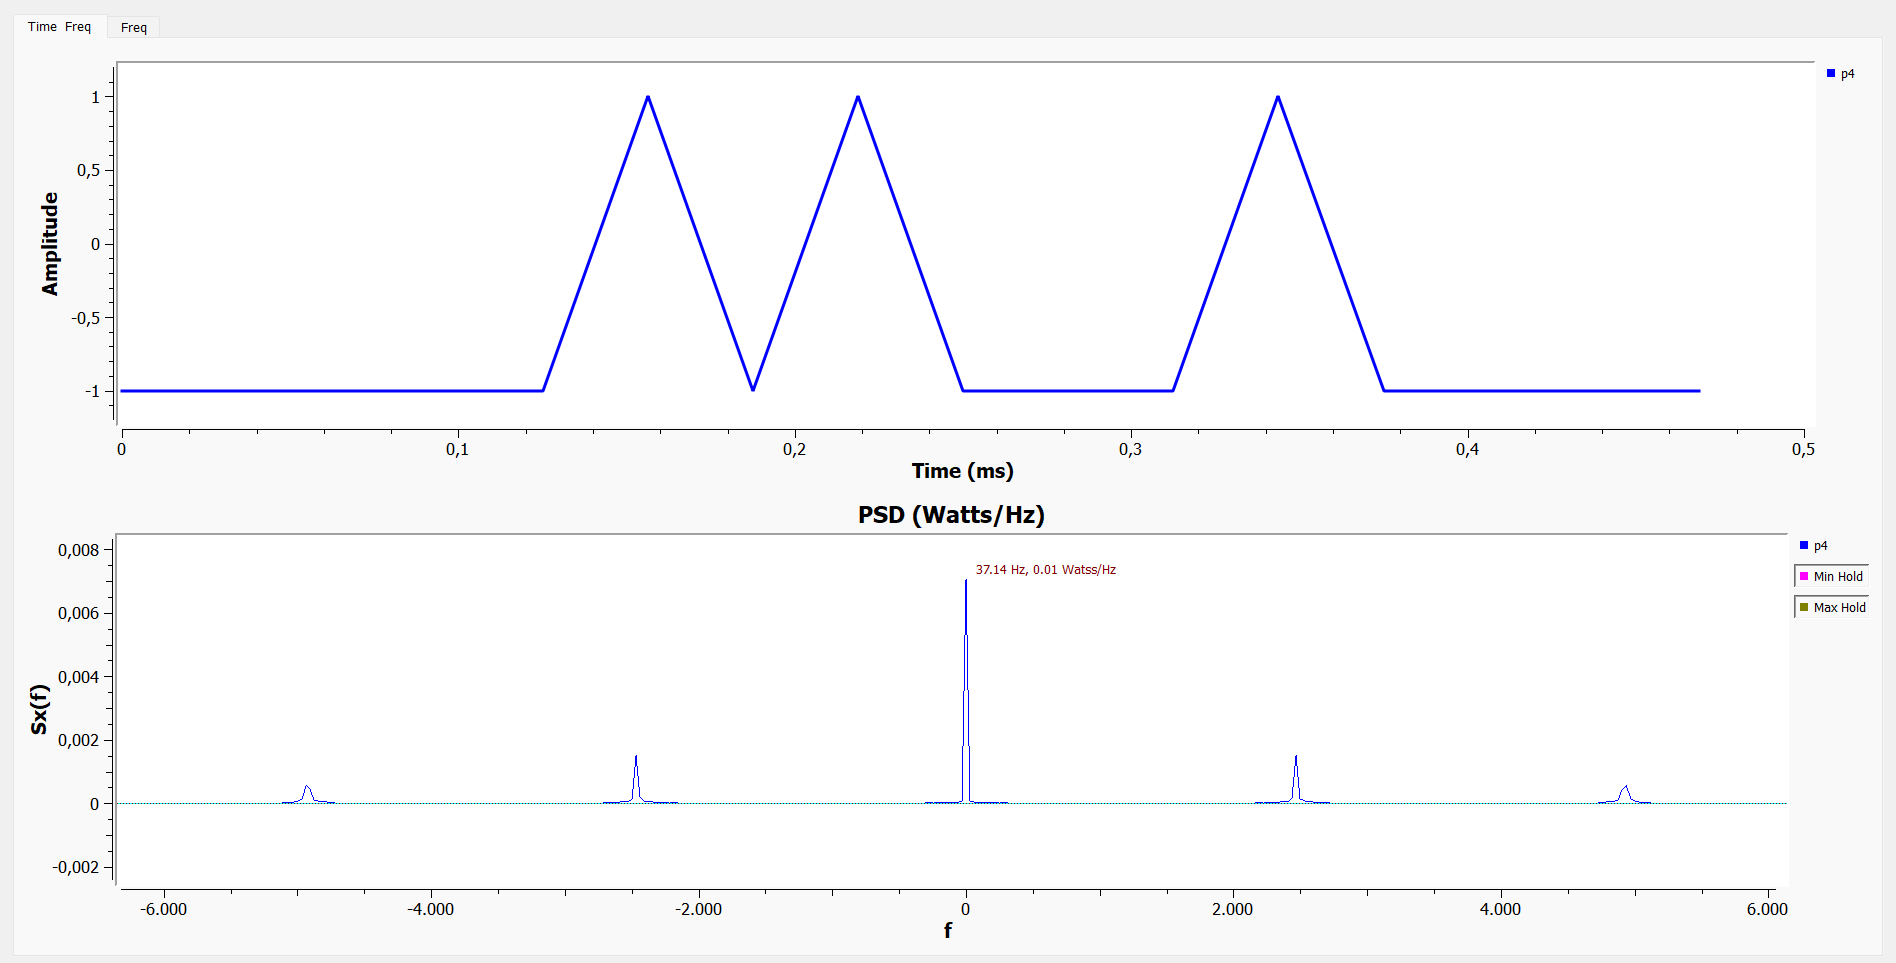 Time Freq
Freq
p4
1
0,5
0
-0,5
-1
Amplitude
0
0,1
0,2
0,3
0,4
0,5
Time (ms)
PSD (Watts/Hz)
p4
Min Hold
Max Hold
37.14 Hz, 0.01 Watss/Hz
0,008
0,006
0,004
0,002
0
-0,002
Sx(f)
-6.000
-4.000
-2.000
0
2.000
4.000
6.000
f